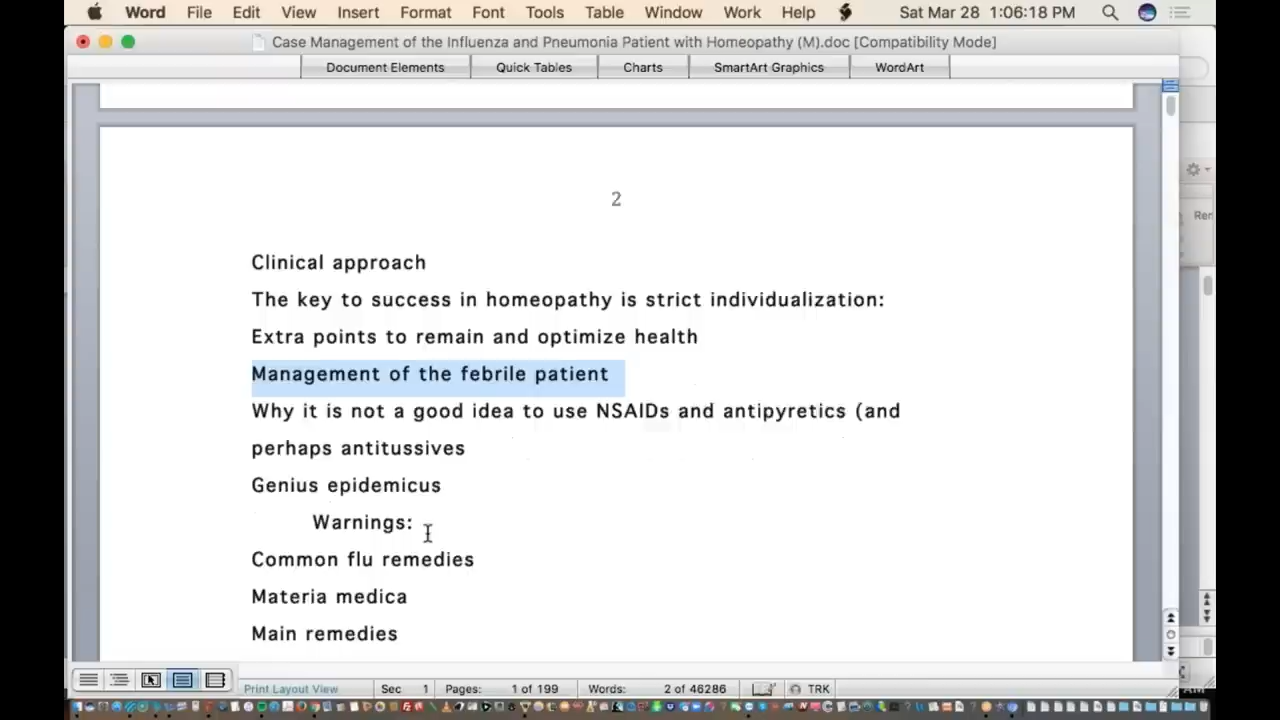 Word File Edit View Insert Format Font Tools Table Window Work Help Sat Mar 28 1:06:18 PM
Case Management of the Influenza and Pneumonia Patient with Homeopathy (M).doc [Compatibility Mode]
Document Elements Quick Tables Charts SmartArt Graphics WordArt
2
Clinical approach
The key to success in homeopathy is strict individualization:
Extra points to remain and optimize health
Management of the febrile patient
Why it is not a good idea to use NSAIDs and antipyretics (and
perhaps antitussives
Genius epidemicus
Warnings:
Common flu remedies
Materia medica
Main remedies
Print Layout View Sec 1 Pages: 1 of 199 Words: 2 of 46286 TRK